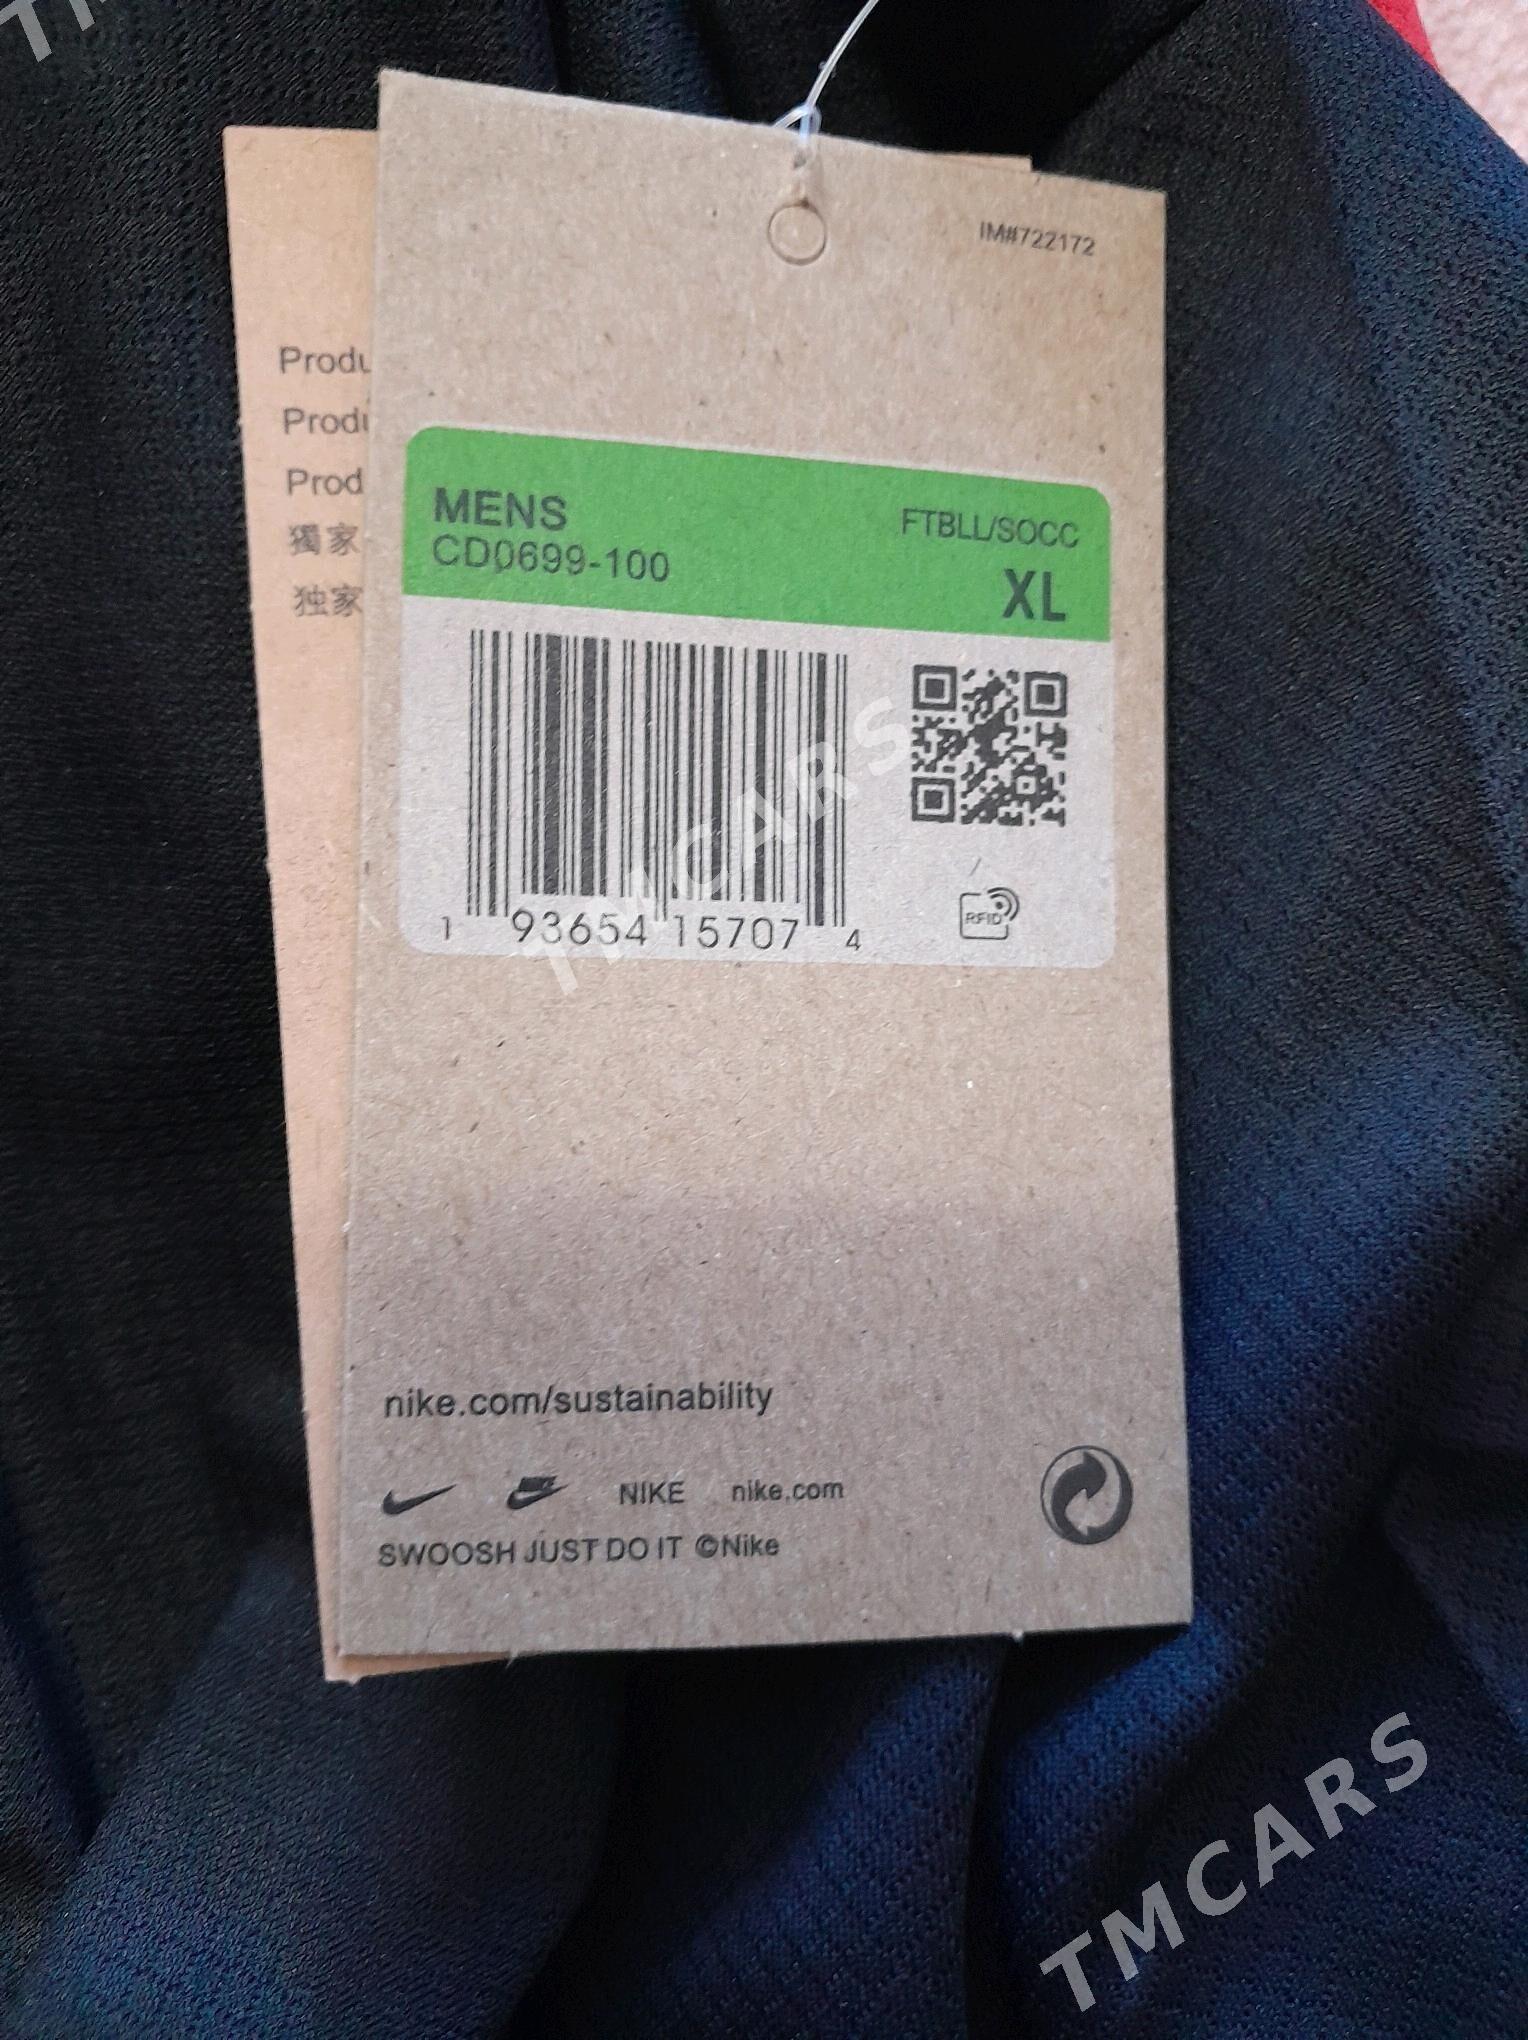 IM#722172
Produ
Produ
Prod
獨家
独家
MENS
FTBLL/SOCC
CD0699-100
XL
1 93654 15707 4
RFID
nike.com/sustainability
NIKE nike.com
SWOOSH JUST DO IT ©Nike
TMCARS
TMCARS